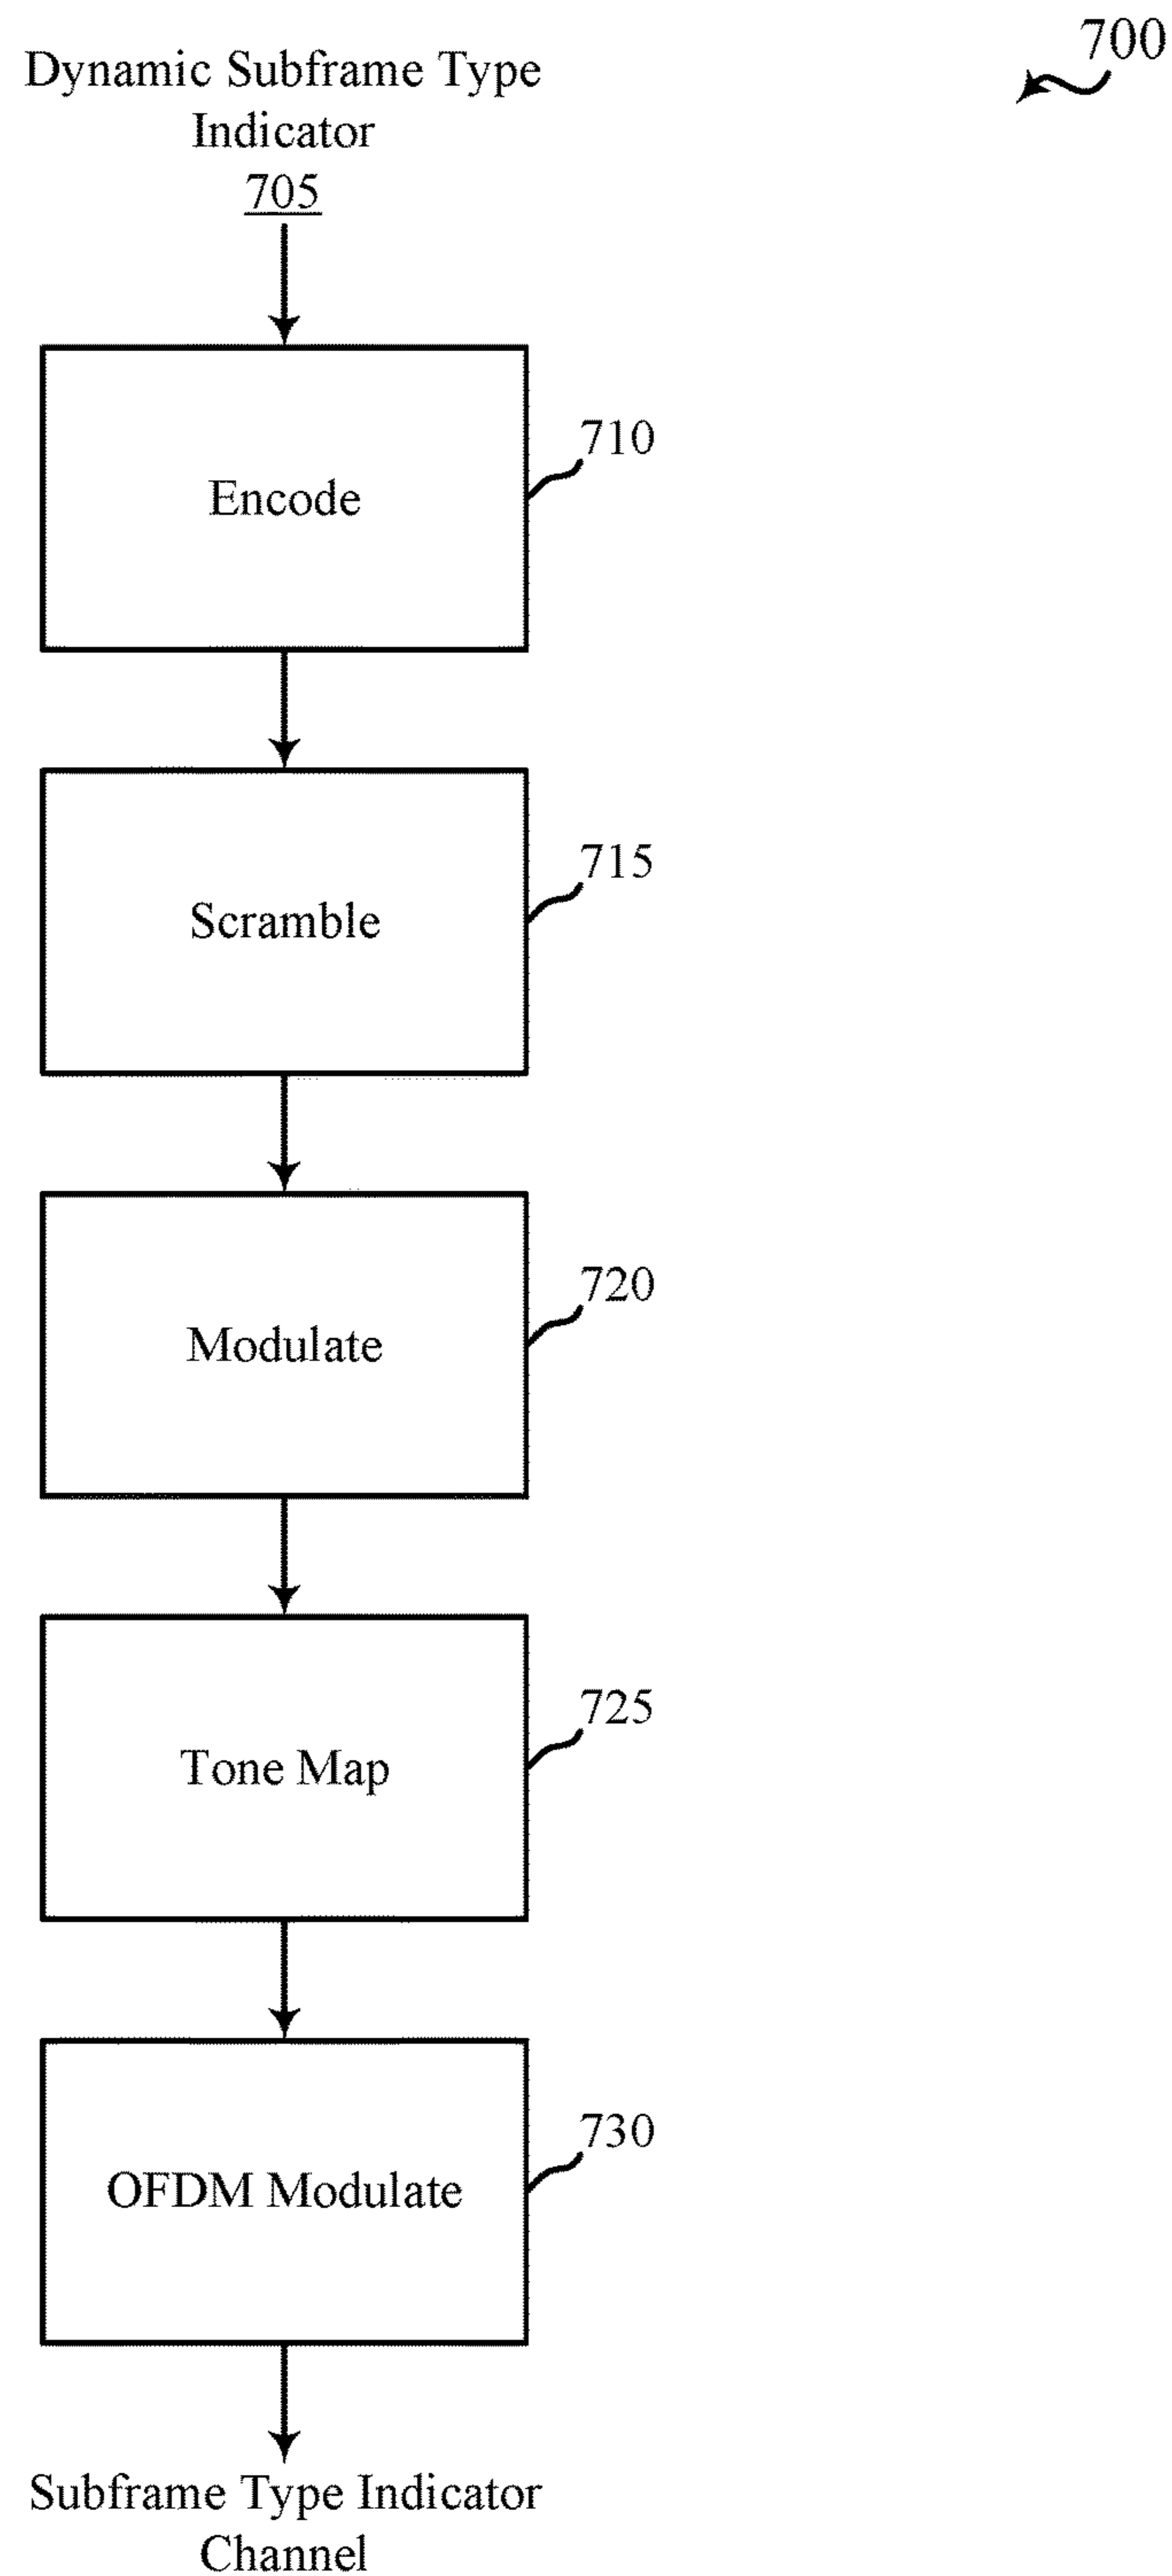 700
Dynamic Subframe Type
Indicator
705
710
Encode
715
Scramble
720
Modulate
725
Tone Map
730
OFDM Modulate
Subframe Type Indicator
Channel